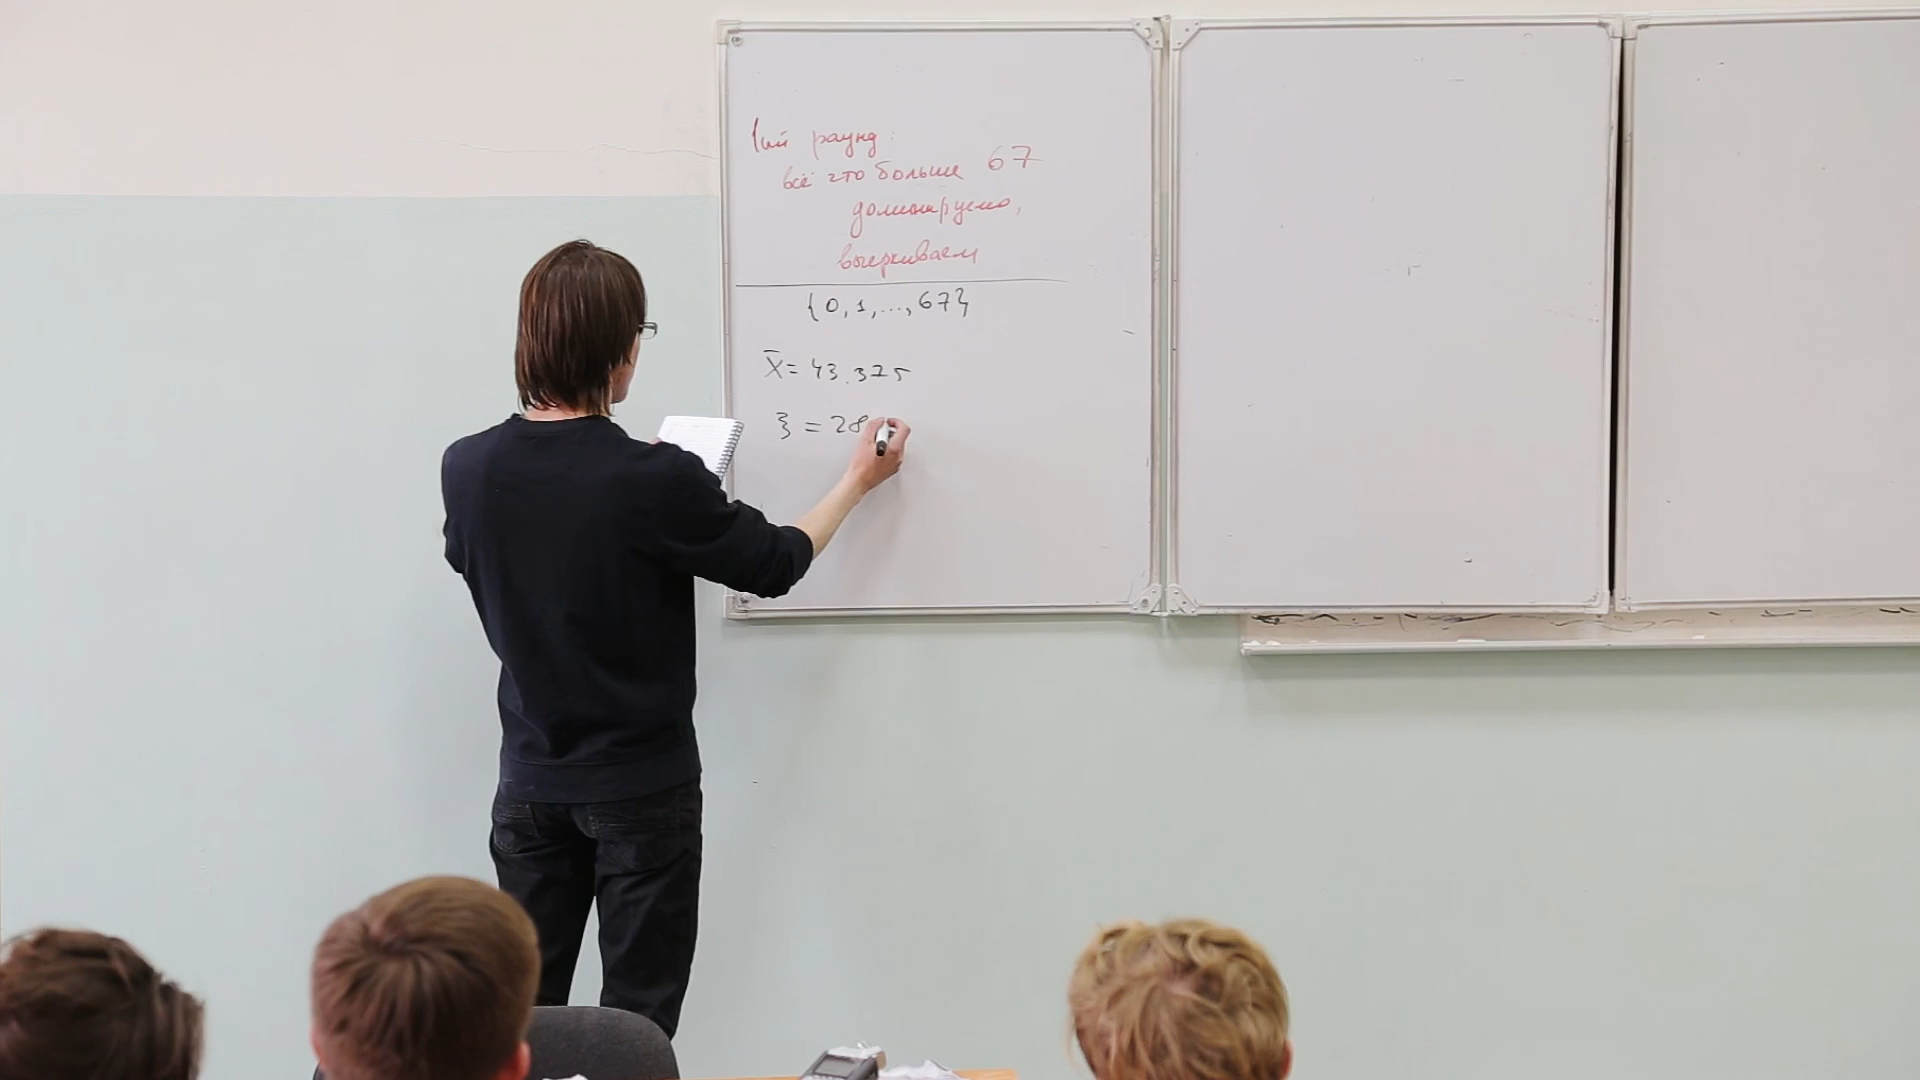 1ый раунд:
всё что больше 67
доминируемо,
вычеркиваем
{0, 1, ..., 67}
X̅ = 43.375
ξ = 28